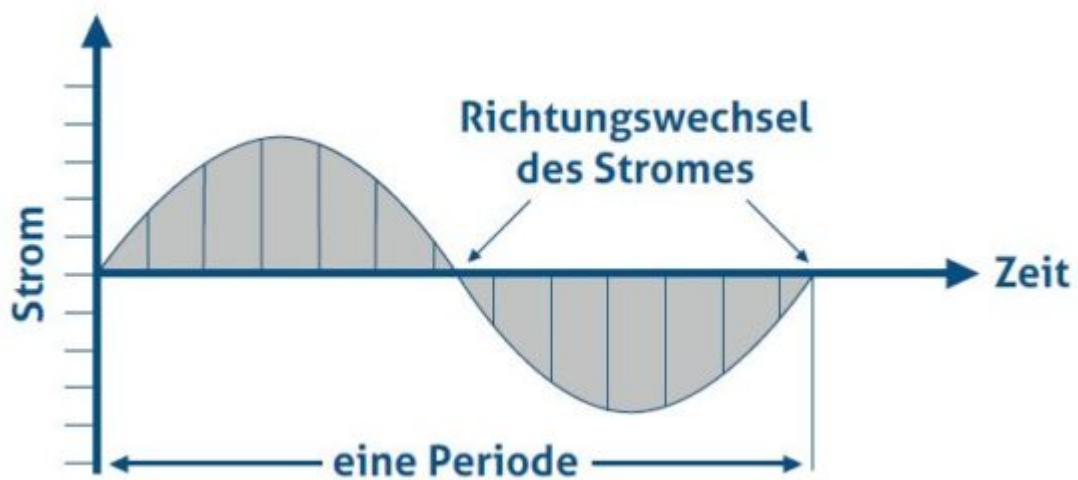 Richtungswechsel
des Stromes
Strom
Zeit
eine Periode